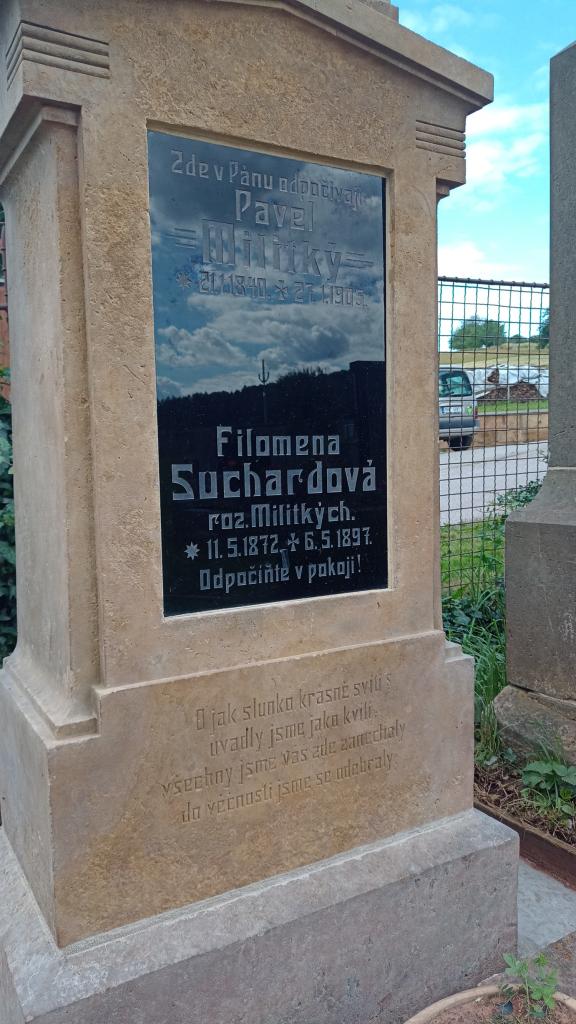 Zde v Pánu odpočívají
Pavel
Militký
* 21.1.1840. ✢ 27.1.1905.
Filomena
Suchardová
roz. Militkých.
* 11.5.1872. ✢ 6.5.1897.
Odpočiňte v pokoji!
O jak slunko krásně svítí
uvadly jsme jako kvítí,
všechny jsme Vás zde zanechaly
do věčnosti jsme se odebraly.